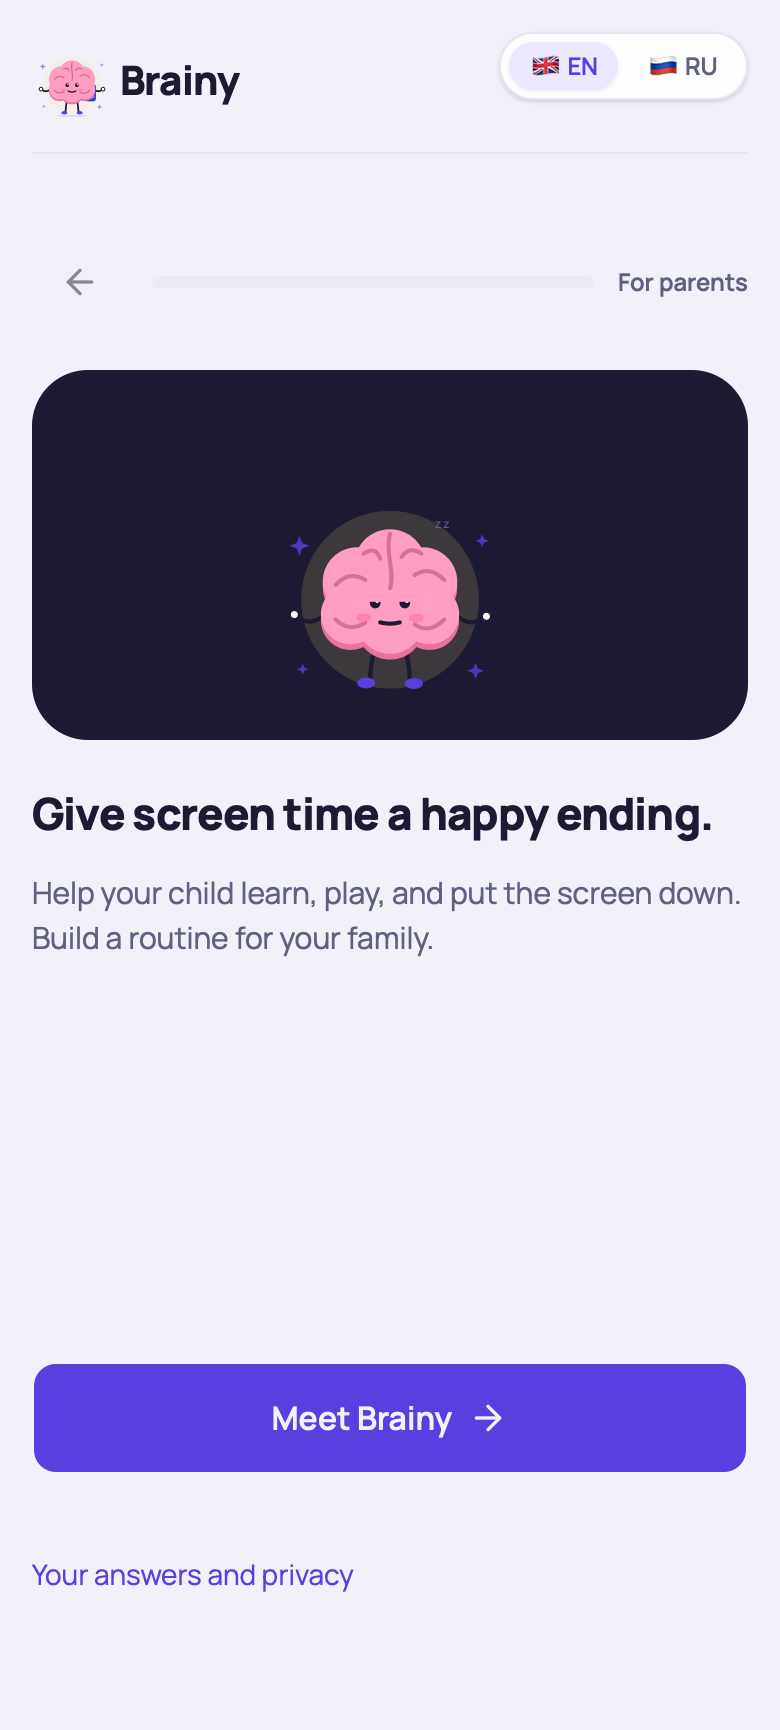 Brainy
EN
RU
For parents
zz
Give screen time a happy ending.
Help your child learn, play, and put the screen down.
Build a routine for your family.
Meet Brainy
Your answers and privacy